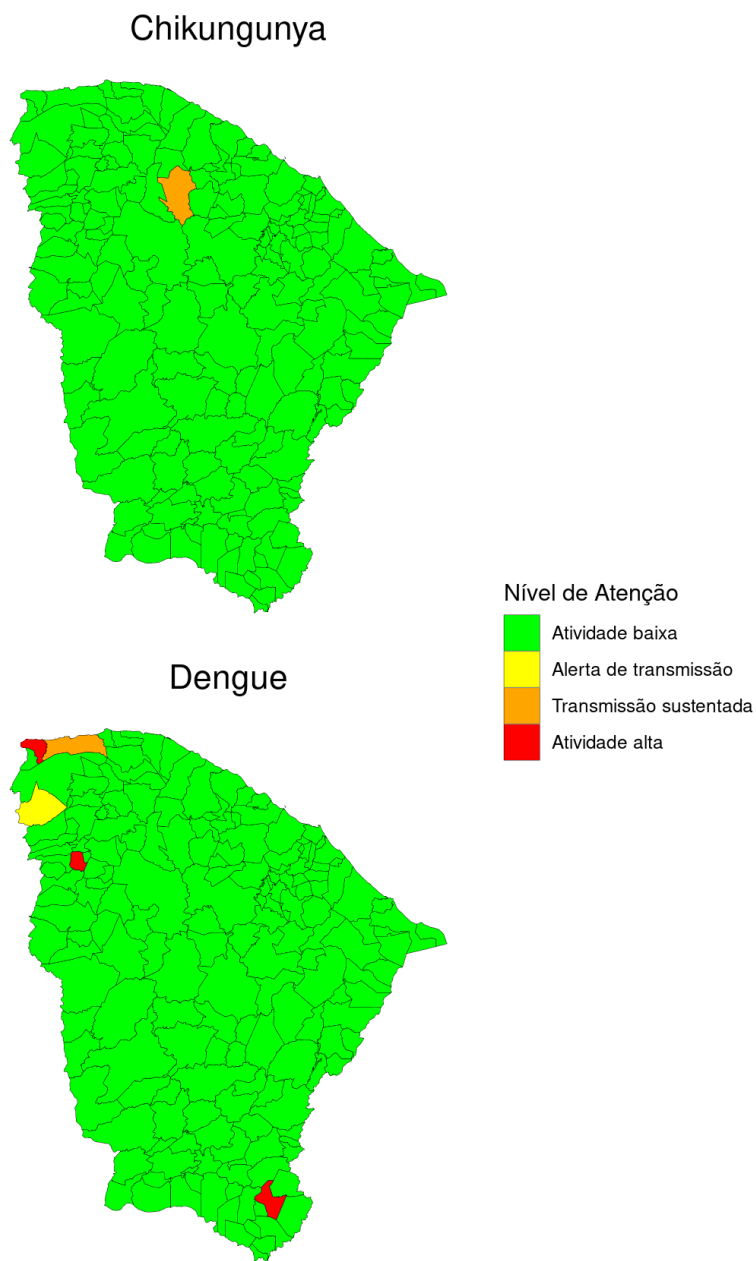 Chikungunya
Nível de Atenção
Atividade baixa
Alerta de transmissão
Transmissão sustentada
Atividade alta
Dengue